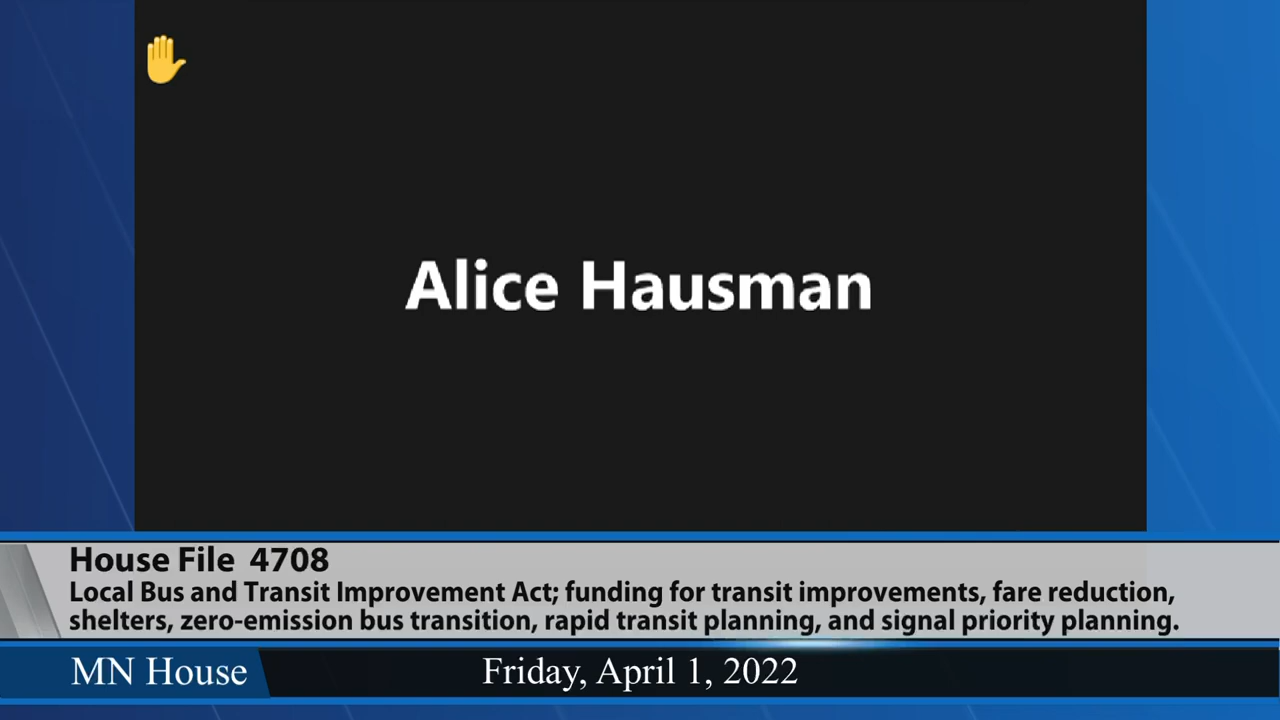 Alice Hausman
House File 4708
Local Bus and Transit Improvement Act; funding for transit improvements, fare reduction,
shelters, zero-emission bus transition, rapid transit planning, and signal priority planning.
MN House
Friday, April 1, 2022